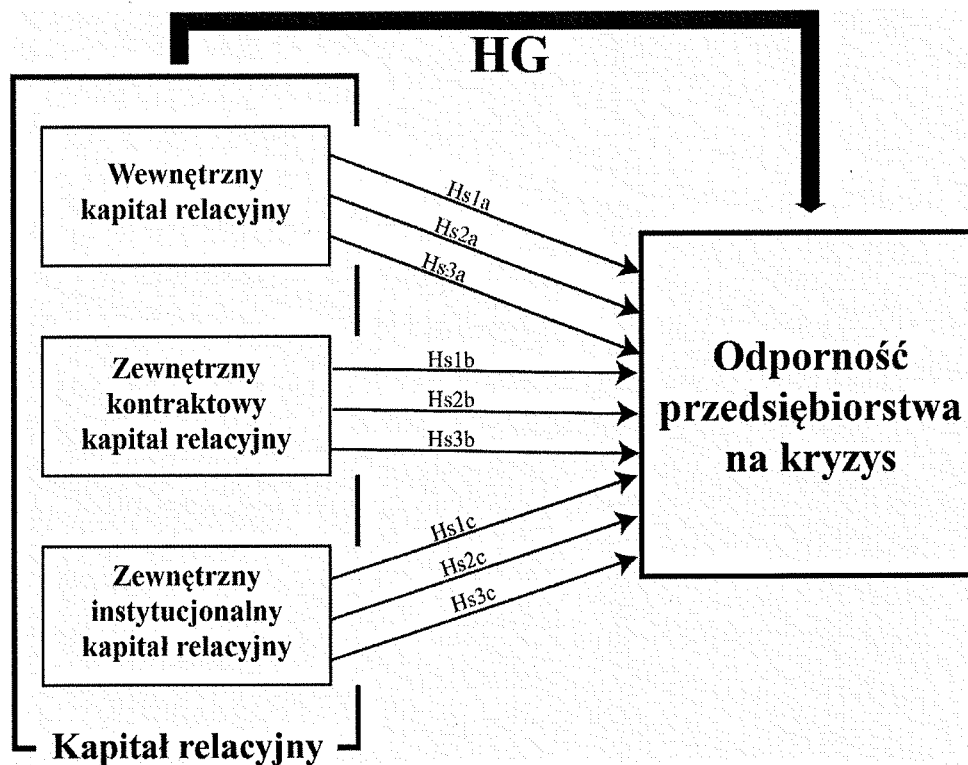 HG
Wewnętrzny
kapitał relacyjny
Hs1a
Hs2a
Hs3a
Zewnętrzny
kontraktowy
kapitał relacyjny
Hs1b
Hs2b
Hs3b
Zewnętrzny
instytucjonalny
kapitał relacyjny
Hs1c
Hs2c
Hs3c
Kapitał relacyjny
Odporność
przedsiębiorstwa
na kryzys